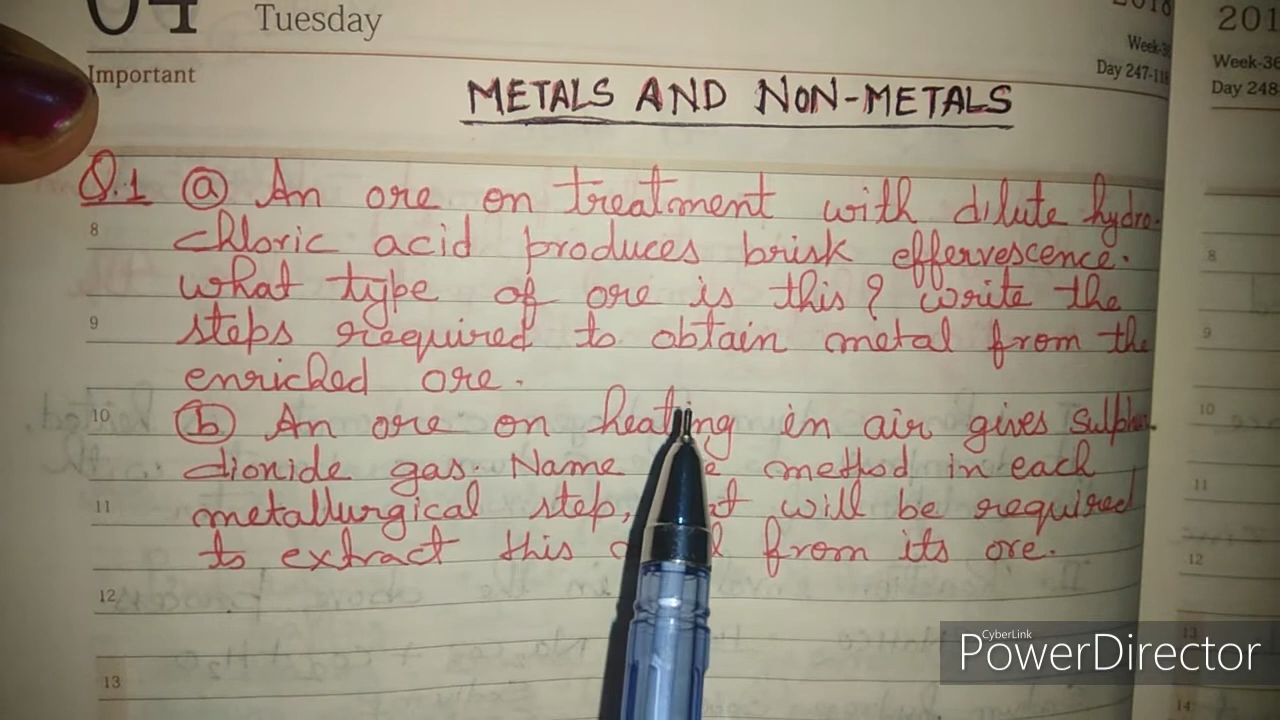 04 Tuesday
2018
Week-36
Day 247-118
Important
METALS AND NON-METALS
Q.1 (a) An ore on treatment with dilute hydro-
8 chloric acid produces brisk effervescence.
what type of ore is this? Write the
9 steps required to obtain metal from the
enriched ore.
10 (b) An ore on heating in air gives sulphur
dioxide gas. Name method in each
11 metallurgical step, will be required
to extract this from its ore.
12
13
201
Week-36
Day 248
8
9
10
11
12
13
14
CyberLink
PowerDirector